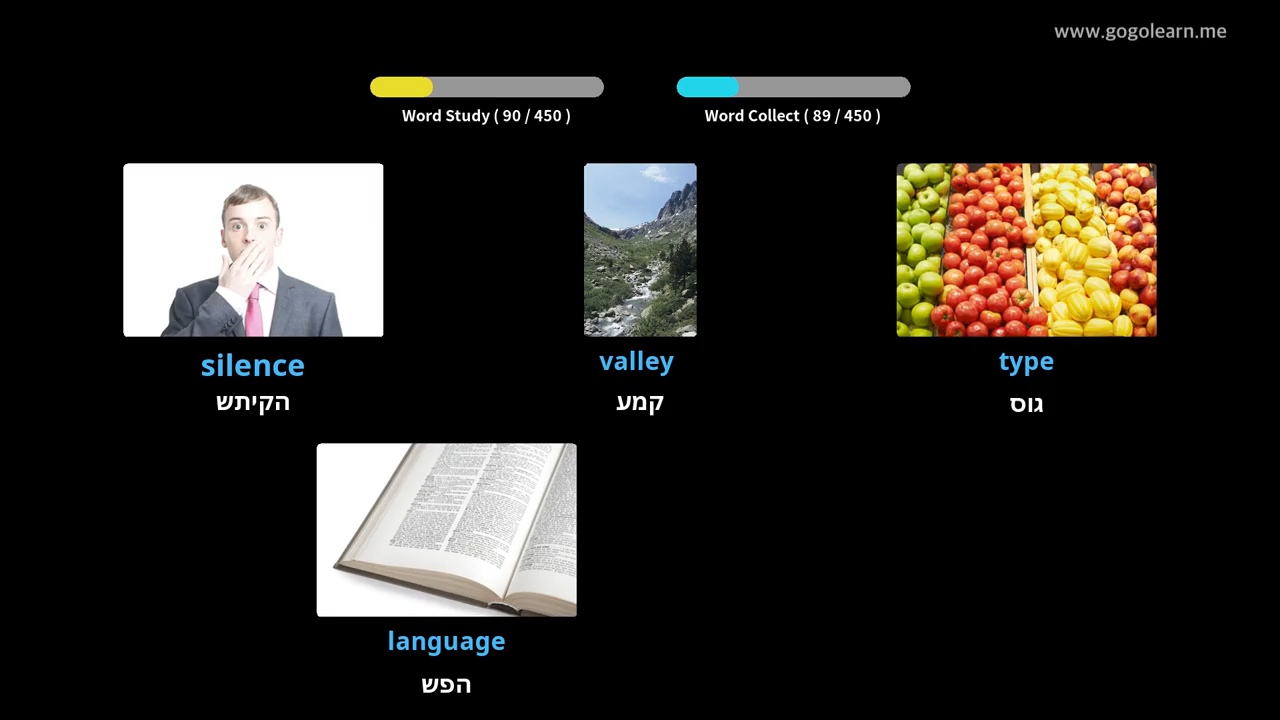 www.gogolearn.me
Word Study ( 90 / 450 )
Word Collect ( 89 / 450 )
silence
הקיתש
valley
קמע
type
גוס
language
הפש